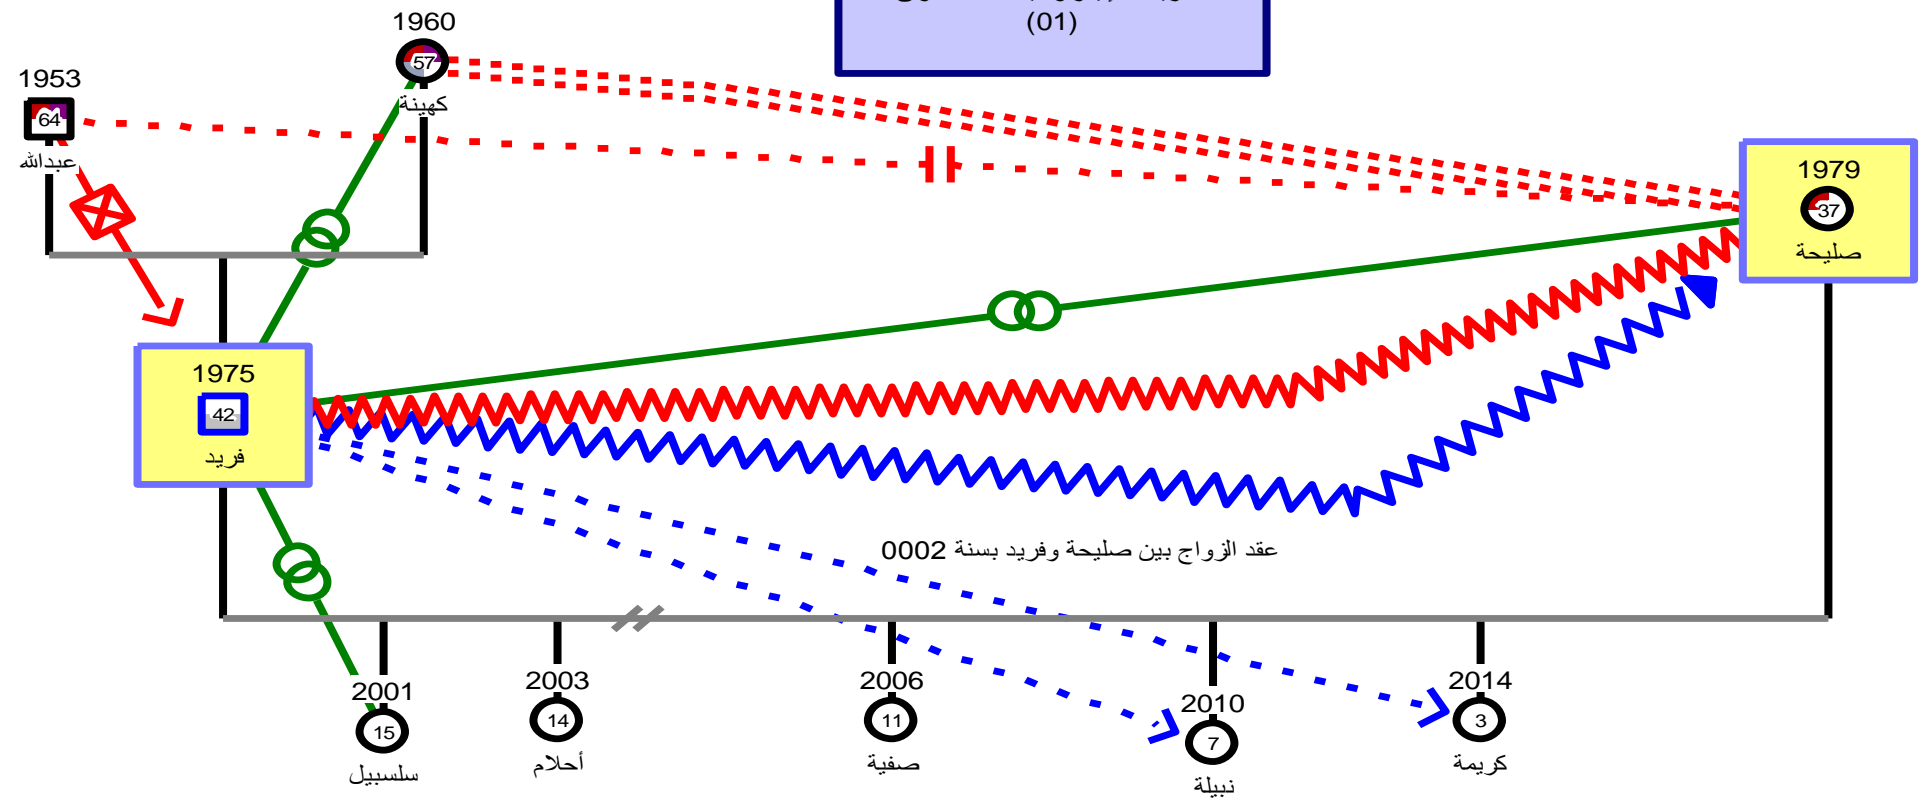 (01)
1960
57
كهينة
1953
64
عبدالله
1979
37
صليحة
1975
42
فريد
عقد الزواج بين صليحة وفريد بسنة 0002
2001
15
سلسبيل
2003
14
أحلام
2006
11
صفية
2010
7
نبيلة
2014
3
كريمة